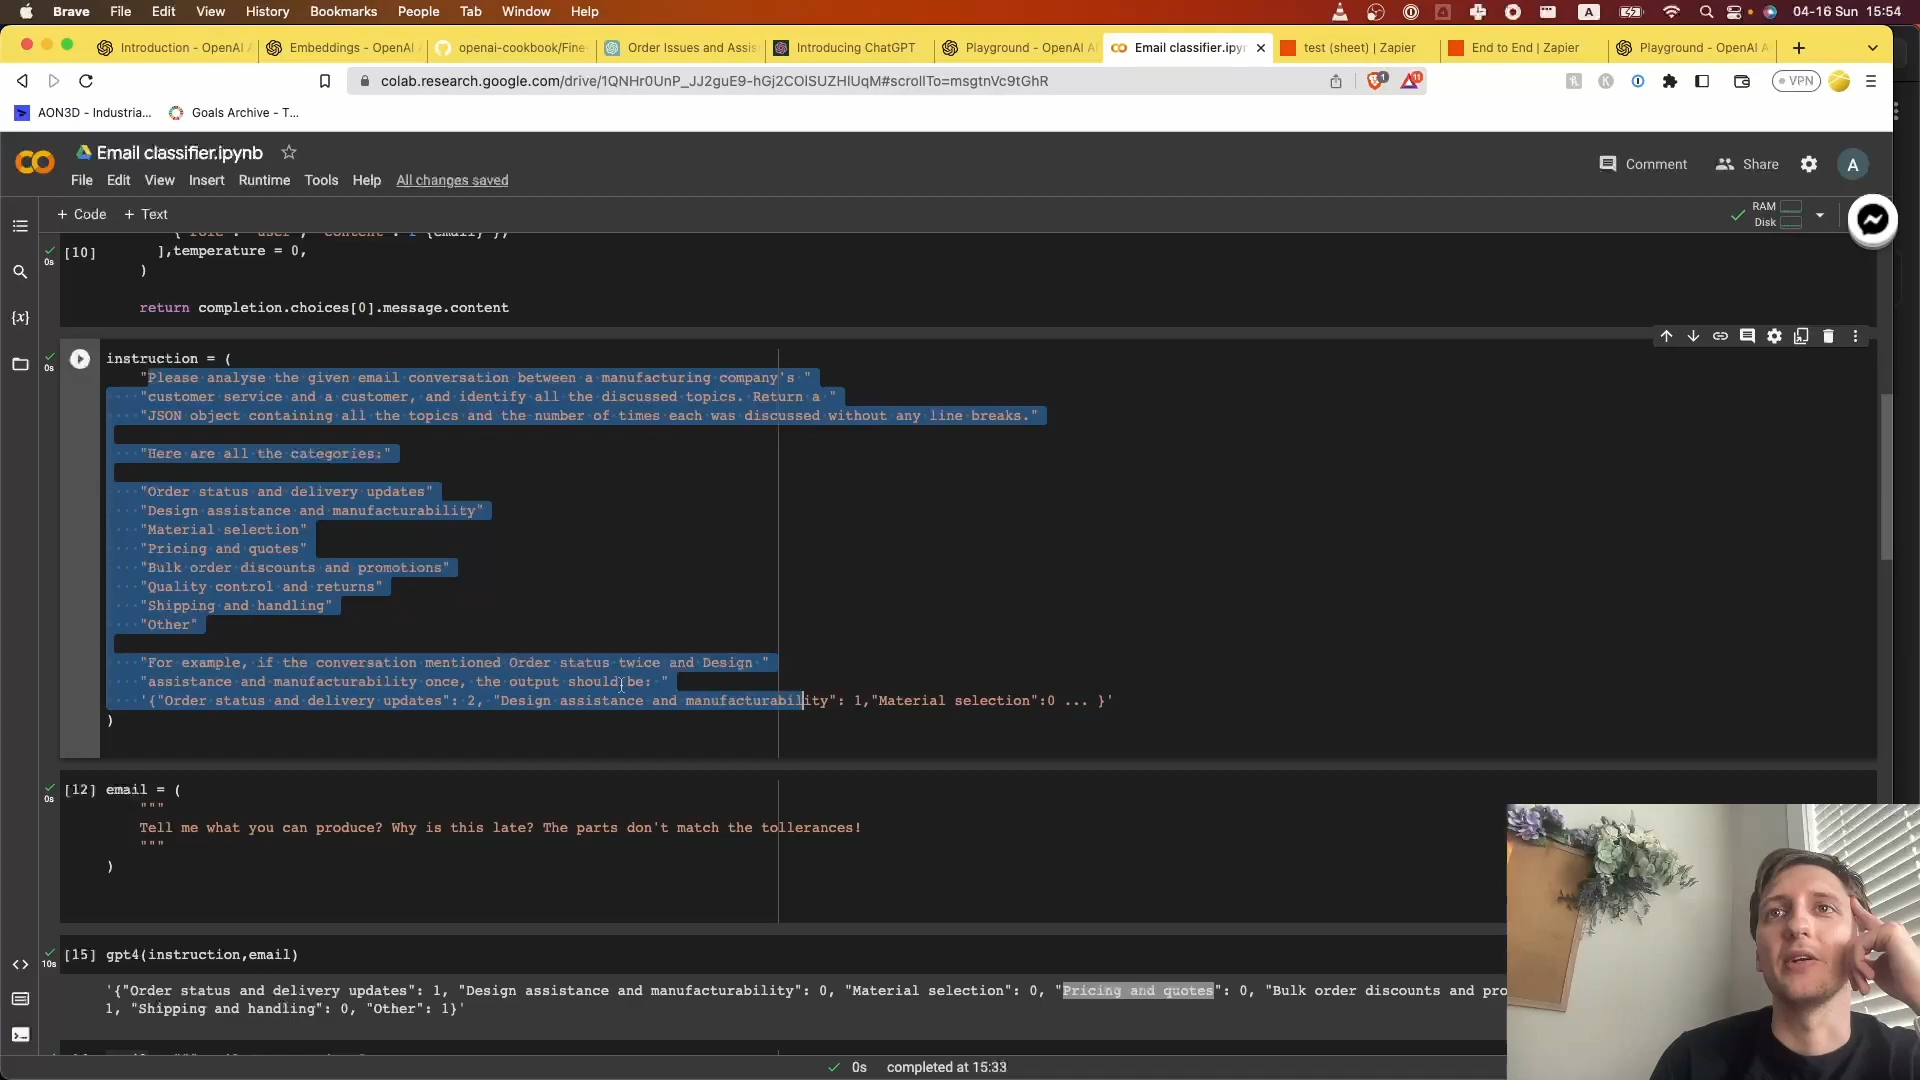 Brave File Edit View History Bookmarks People Tab Window Help
A
04-16 Sun 15:54
Introduction - OpenAI A
Embeddings - OpenAI
openai-cookbook/Fine-
Order Issues and Assis
Introducing ChatGPT
Playground - OpenAI A
Email classifier.ipyn
test (sheet) | Zapier
End to End | Zapier
Playground - OpenAI A
colab.research.google.com/drive/1QNHr0UnP_JJ2guE9-hGj2COlSUZHlUqM#scrollTo=msgtnVc9tGhR
1
11
VPN
AON3D - Industria...
Goals Archive - T...
Email classifier.ipynb
Comment
Share
A
File Edit View Insert Runtime Tools Help All changes saved
+ Code + Text
RAM
Disk
{x}
[10] ],temperature = 0,
0s
)
return completion.choices[0].message.content
instruction = (
0s
"Please analyse the given email conversation between a manufacturing company's "
"customer service and a customer, and identify all the discussed topics. Return a "
"JSON object containing all the topics and the number of times each was discussed without any line breaks."
"Here are all the categories:"
"Order status and delivery updates"
"Design assistance and manufacturability"
"Material selection"
"Pricing and quotes"
"Bulk order discounts and promotions"
"Quality control and returns"
"Shipping and handling"
"Other"
"For example, if the conversation mentioned Order status twice and Design "
"assistance and manufacturability once, the output should be: "
'{"Order status and delivery updates": 2, "Design assistance and manufacturability": 1,"Material selection":0 ... }'
)
[12] email = (
0s
"""
Tell me what you can produce? Why is this late? The parts don't match the tollerances!
"""
)
[15] gpt4(instruction,email)
10s
'{"Order status and delivery updates": 1, "Design assistance and manufacturability": 0, "Material selection": 0, "Pricing and quotes": 0, "Bulk order discounts and pro
1, "Shipping and handling": 0, "Other": 1}'
0s completed at 15:33